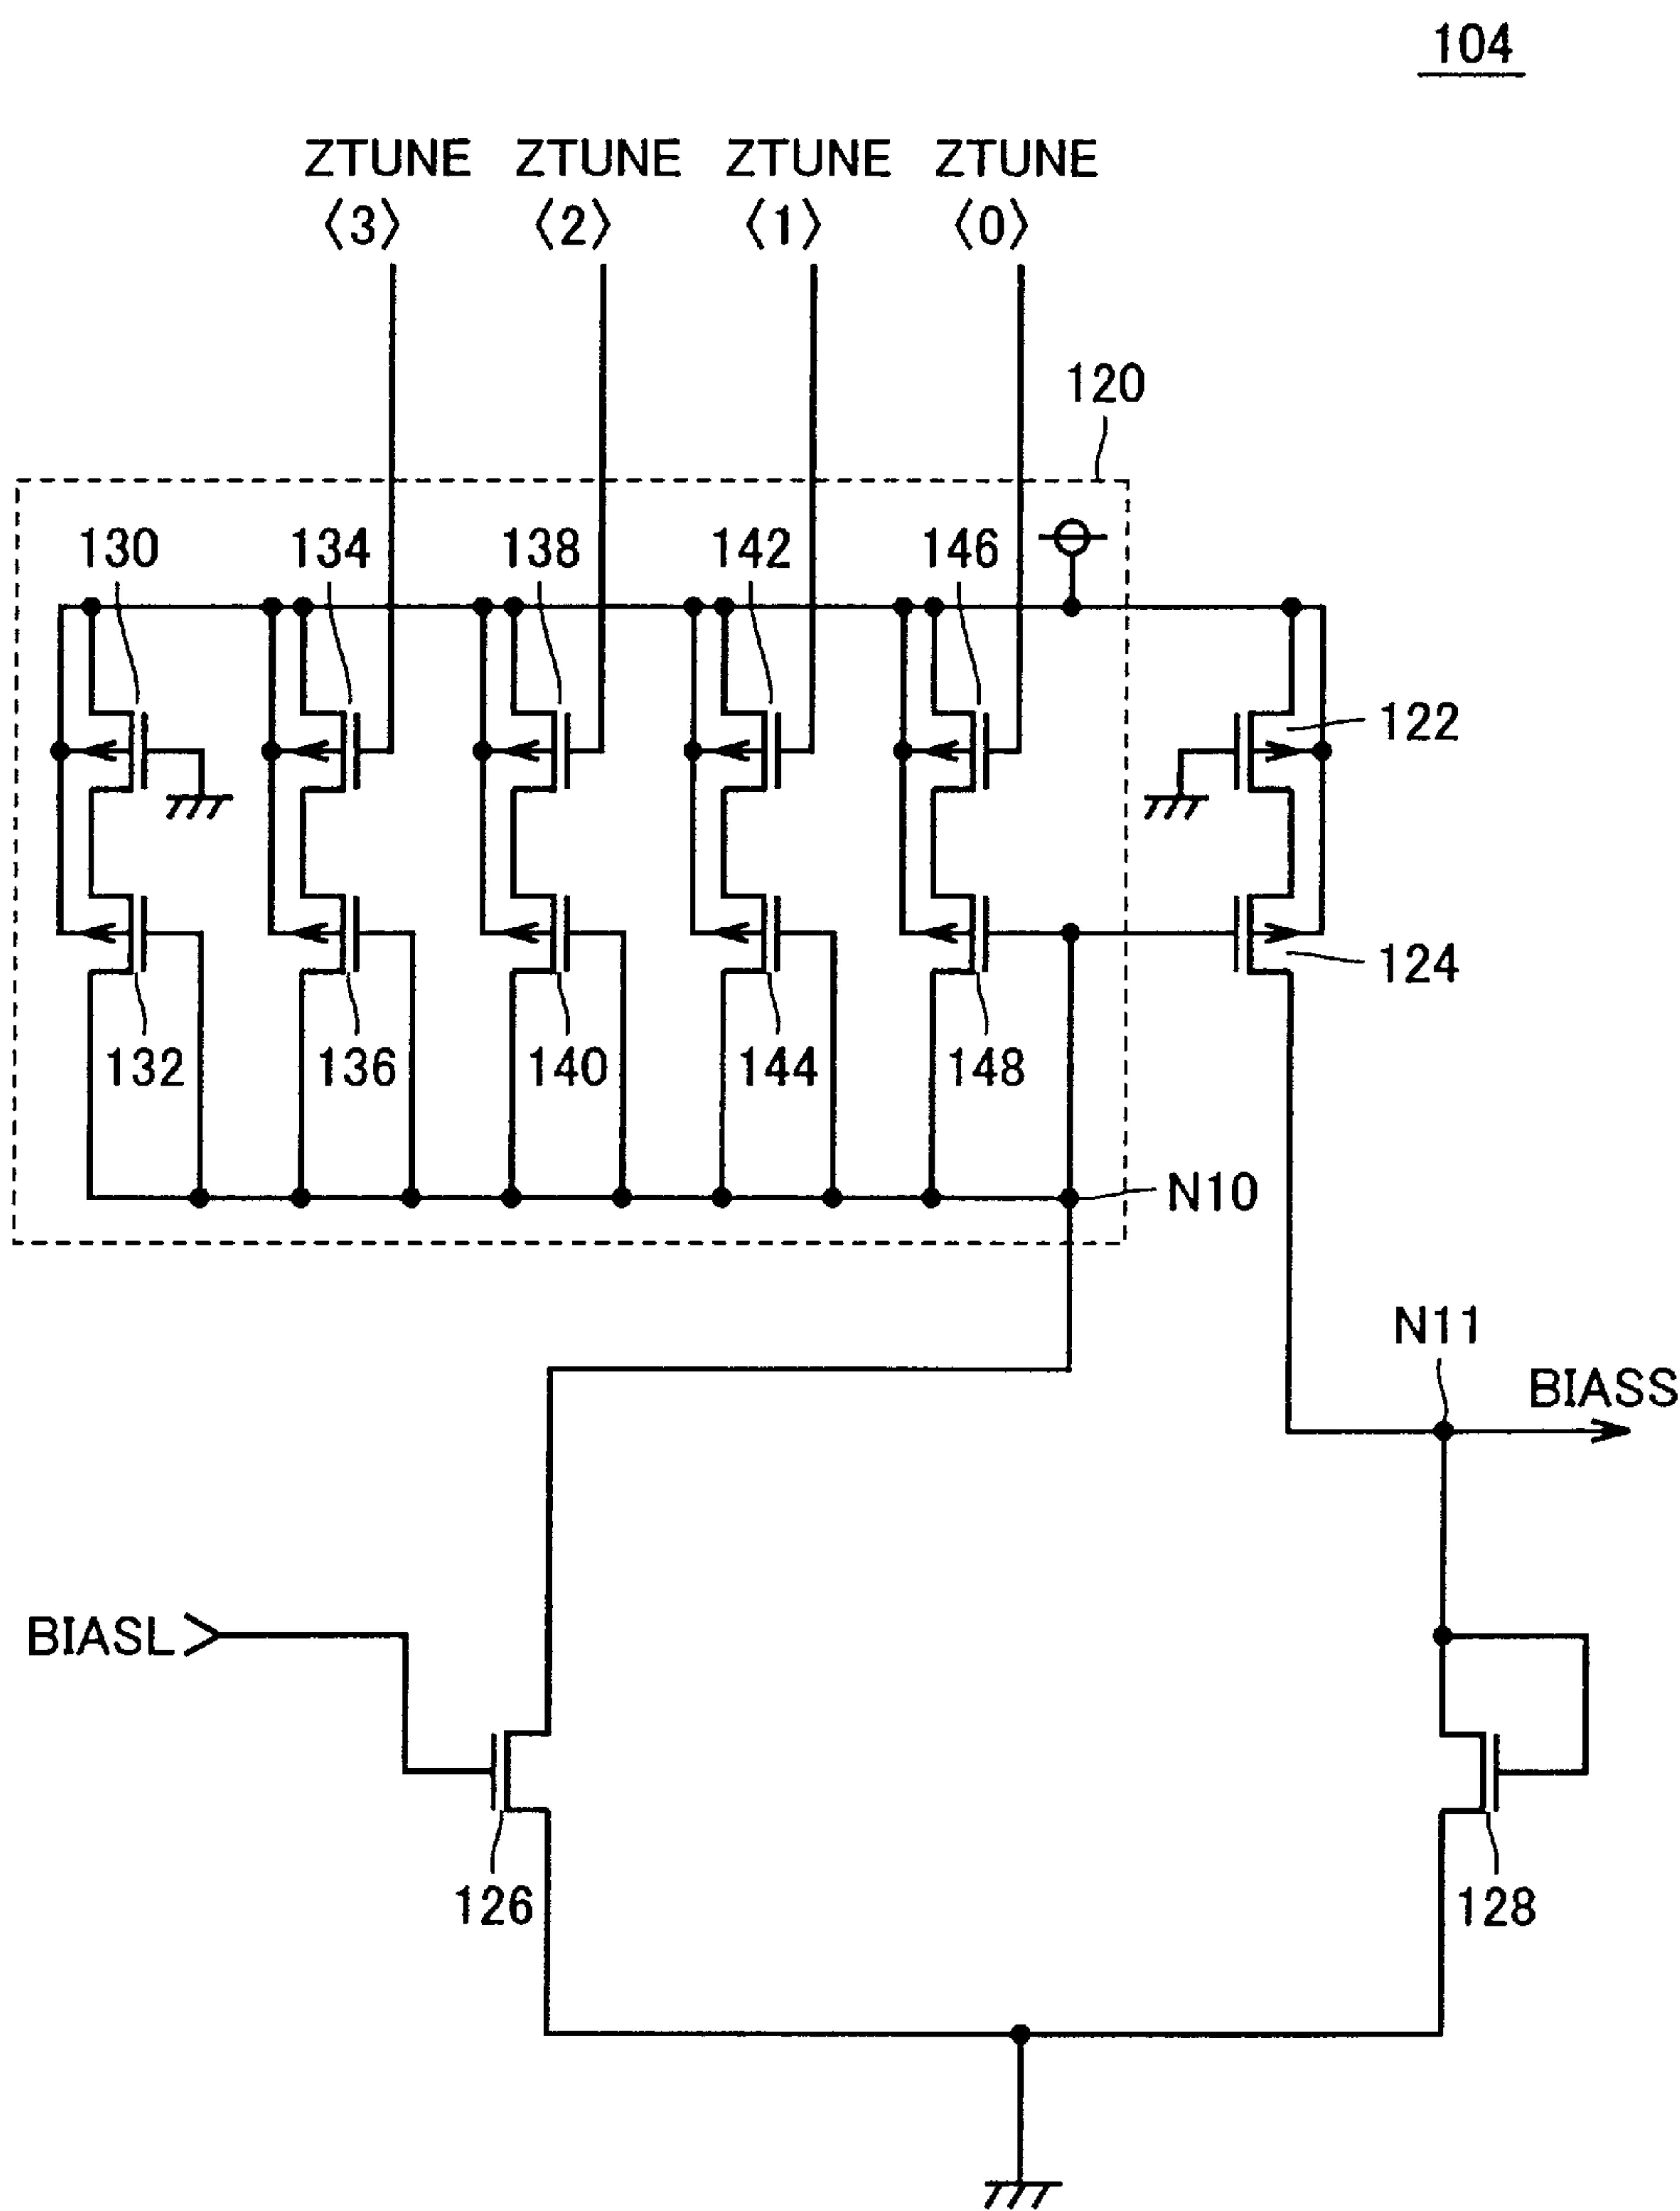 104
ZTUNE ZTUNE ZTUNE ZTUNE
〈3〉 〈2〉 〈1〉 〈0〉
120
130 134 138 142 146
122
124
132 136 140 144 148
N10
N11
BIASS
BIASL
126 128